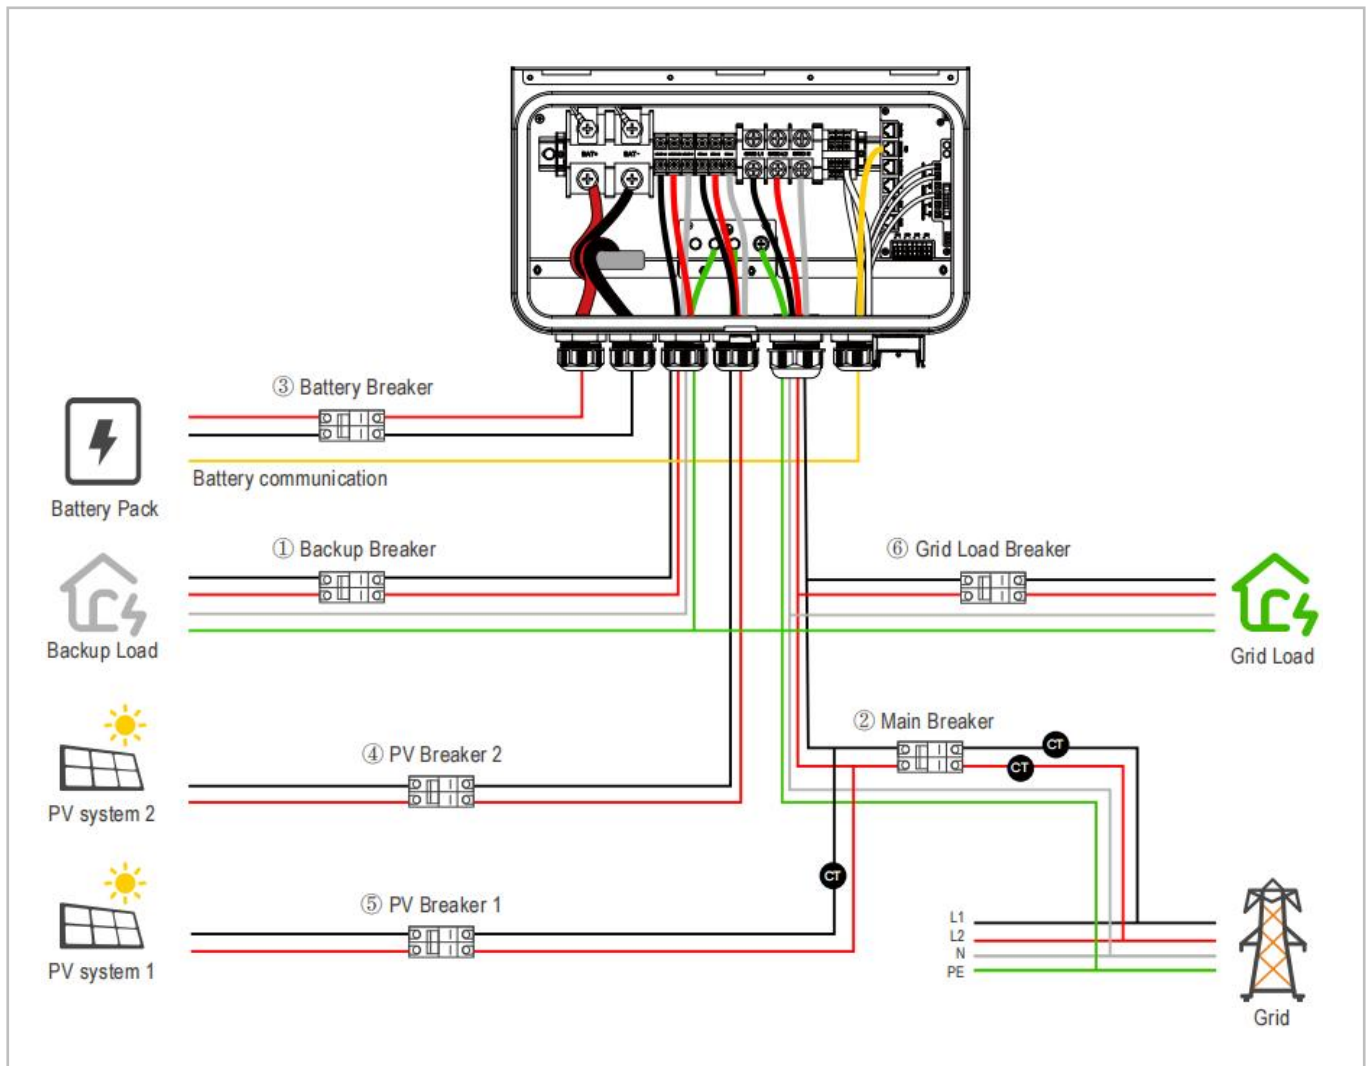 BAT+
BAT-
③ Battery Breaker
Battery communication
Battery Pack
① Backup Breaker
⑥ Grid Load Breaker
Backup Load
Grid Load
② Main Breaker
CT
CT
④ PV Breaker 2
PV system 2
CT
⑤ PV Breaker 1
L1
L2
N
PE
PV system 1
Grid